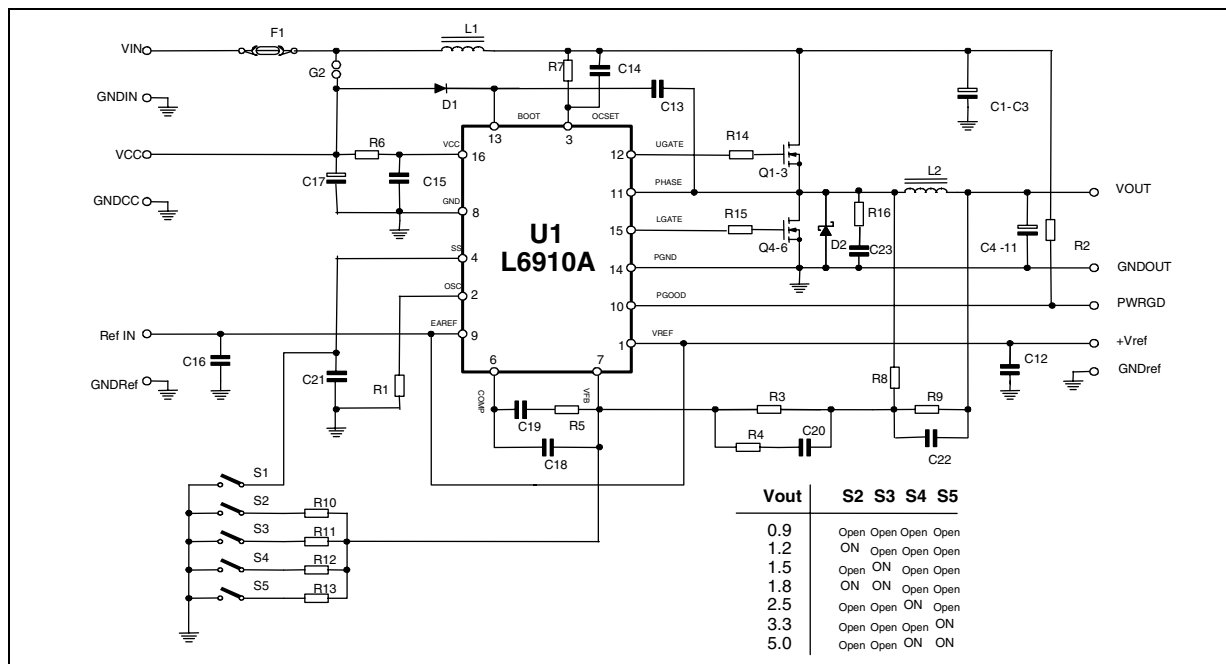 F1
L1
VIN
G2
R7
C14
GNDIN
D1
C13
C1-C3
BOOT
OCSET
13
3
R6
VCC
16
12
UGATE
R14
VCC
C17
C15
Q1-3
L2
11
PHASE
VOUT
GNDCC
GND
8
U1
L6910A
15
LGATE
R15
R16
Q4-6
D2
C23
C4 -11
R2
SS
4
14
PGND
GNDOUT
OSC
2
10
PGOOD
PWRGD
Ref IN
EAREF
9
1
VREF
+Vref
C16
C12
GNDRef
C21
R1
6
7
R8
GNDref
COMP
VFB
C19
R5
R3
R9
R4
C20
C18
C22
S1
S2
R10
S3
R11
S4
R12
S5
R13
Vout S2 S3 S4 S5
0.9 Open Open Open Open
1.2 ON Open Open Open
1.5 Open ON Open Open
1.8 ON ON Open Open
2.5 Open Open ON Open
3.3 Open Open Open ON
5.0 Open Open ON ON